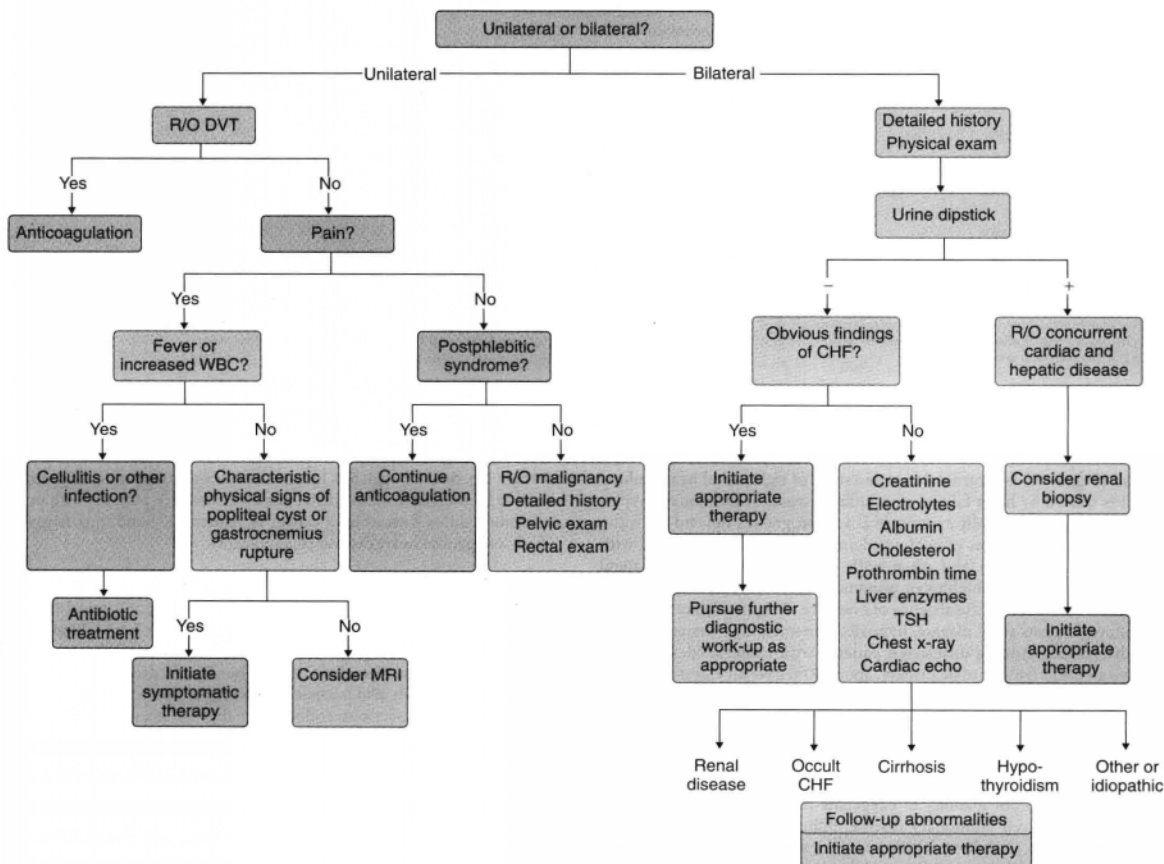 Unilateral or bilateral?
Unilateral
Bilateral
R/O DVT
Yes
No
Anticoagulation
Pain?
Yes
No
Fever or
increased WBC?
Yes
No
Cellulitis or other
infection?
Antibiotic
treatment
Characteristic
physical signs of
popliteal cyst or
gastrocnemius
rupture
Yes
No
Initiate
symptomatic
therapy
Consider MRI
Postphlebitic
syndrome?
Yes
No
Continue
anticoagulation
R/O malignancy
Detailed history
Pelvic exam
Rectal exam
Detailed history
Physical exam
Urine dipstick
–
+
Obvious findings
of CHF?
Yes
No
Initiate
appropriate
therapy
Pursue further
diagnostic
work-up as
appropriate
Creatinine
Electrolytes
Albumin
Cholesterol
Prothrombin time
Liver enzymes
TSH
Chest x-ray
Cardiac echo
R/O concurrent
cardiac and
hepatic disease
Consider renal
biopsy
Initiate
appropriate
therapy
Renal
disease
Occult
CHF
Cirrhosis
Hypo-
thyroidism
Other or
idiopathic
Follow-up abnormalities
Initiate appropriate therapy